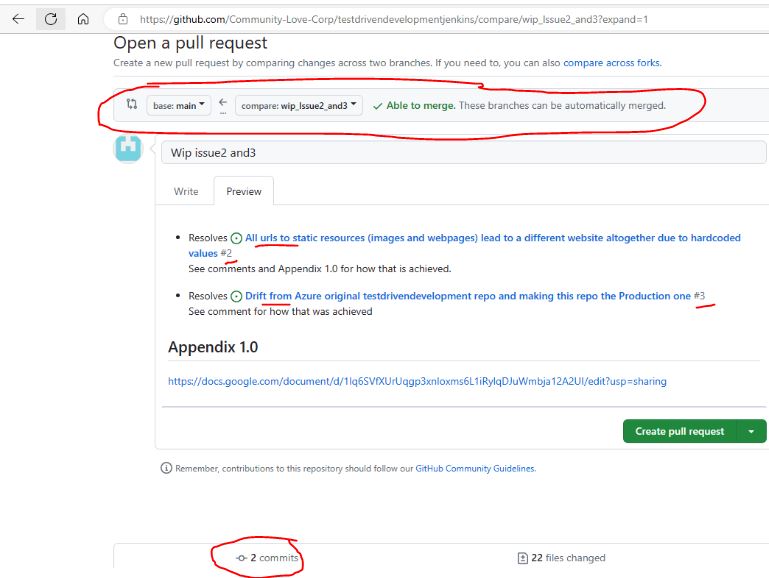 https://github.com/Community-Love-Corp/testdrivendevelopmentjenkins/compare/wip_Issue2_and3?expand=1
Open a pull request
Create a new pull request by comparing changes across two branches. If you need to, you can also compare across forks.
base: main ← compare: wip_Issue2_and3 ✓ Able to merge. These branches can be automatically merged.
Wip issue2 and3
Write Preview
• Resolves All urls to static resources (images and webpages) lead to a different website altogether due to hardcoded
values #2
See comments and Appendix 1.0 for how that is achieved.
• Resolves Drift from Azure original testdrivendevelopment repo and making this repo the Production one #3
See comment for how that was achieved
Appendix 1.0
https://docs.google.com/document/d/1Iq6SVfXUrUqgp3xnIoxms6L1iRylqDJuWmbja12A2UI/edit?usp=sharing
Create pull request
Remember, contributions to this repository should follow our GitHub Community Guidelines.
2 commits 22 files changed